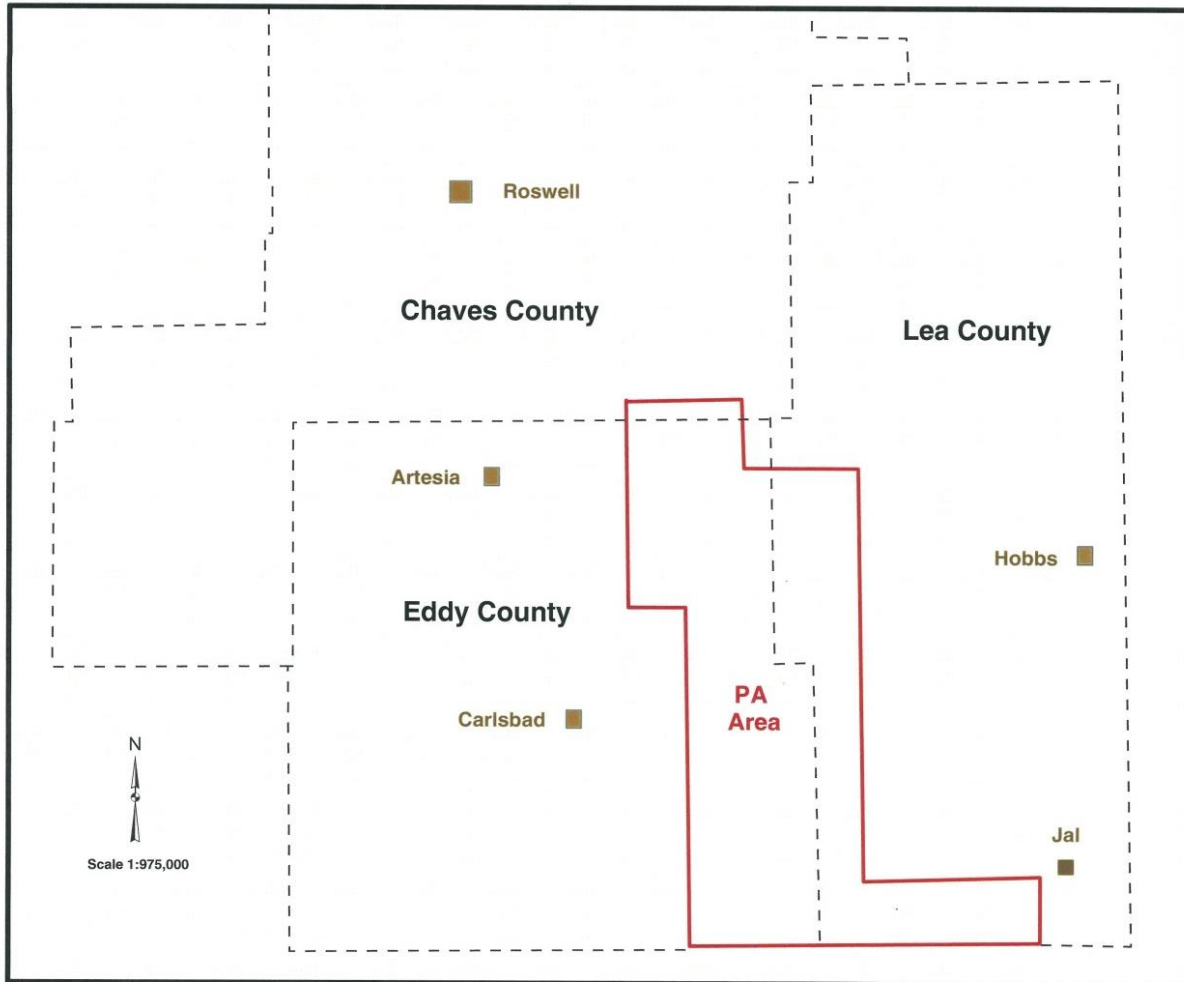 Roswell
Chaves County
Lea County
Artesia
Hobbs
Eddy County
PA
Area
Carlsbad
N
Jal
Scale 1:975,000